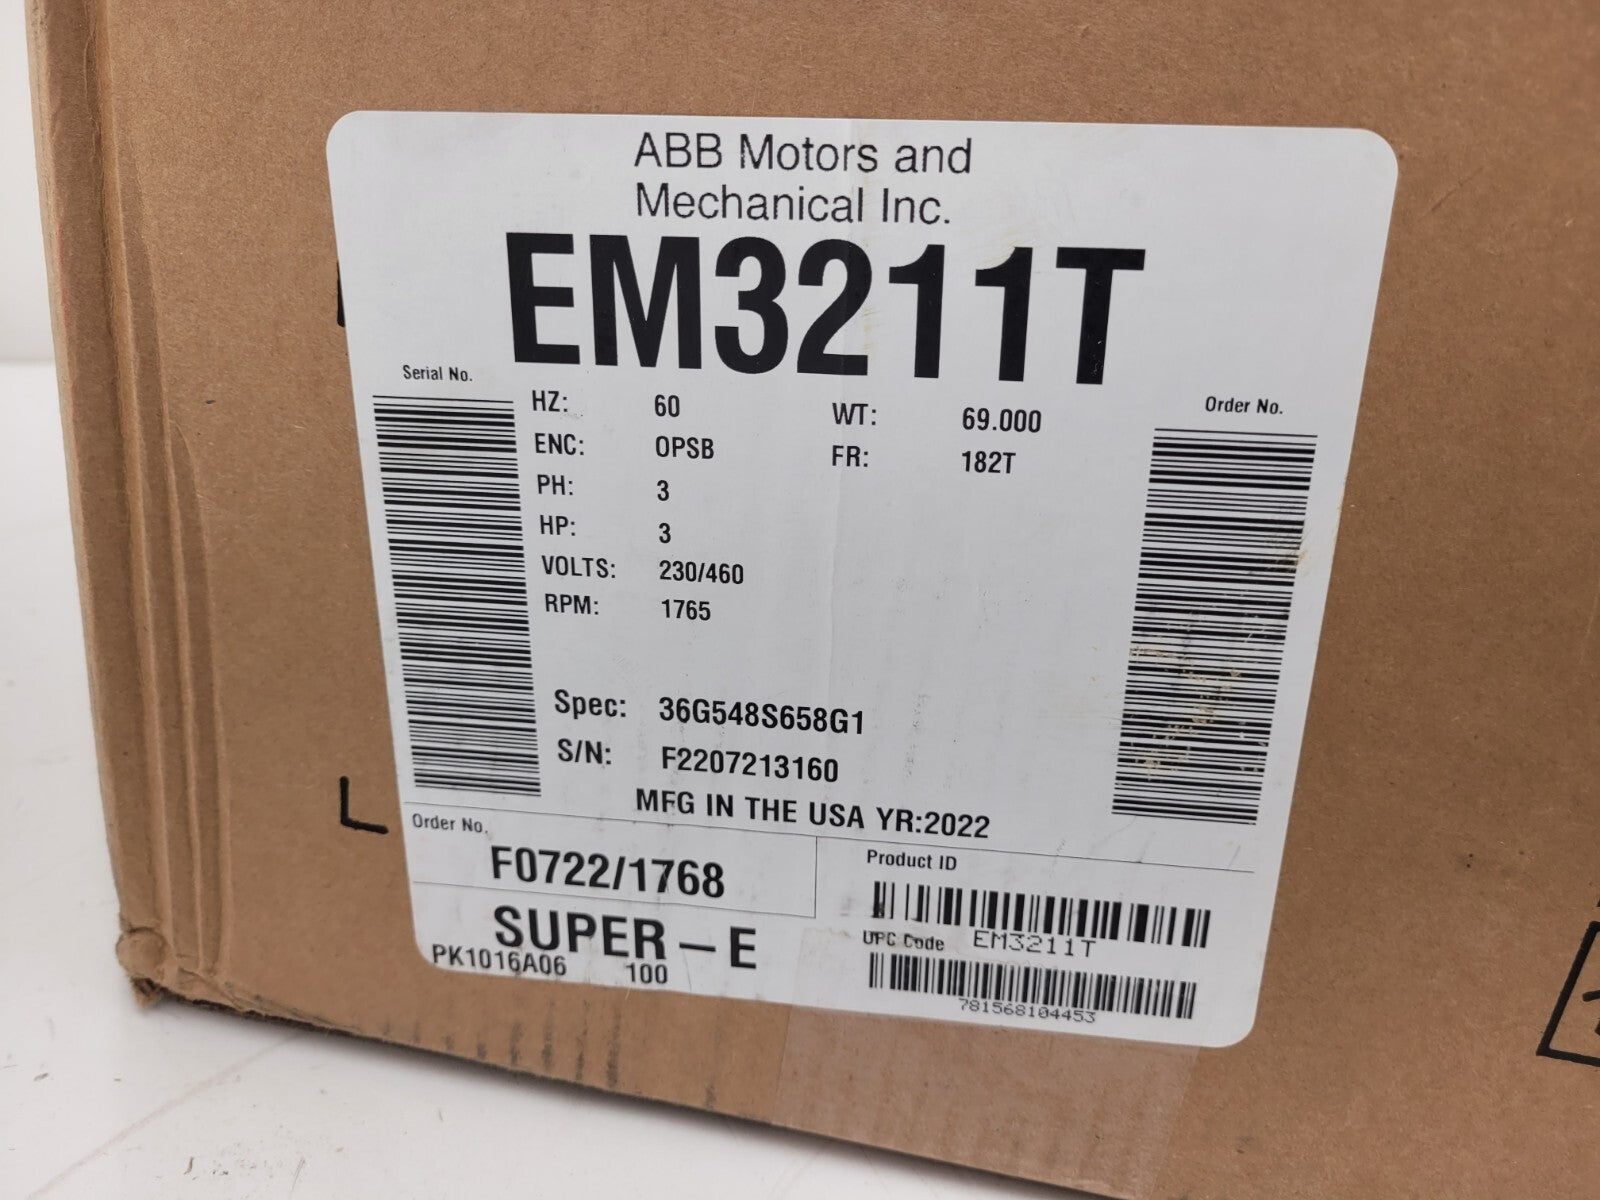 ABB Motors and
Mechanical Inc.
EM3211T
Serial No.
Order No.
HZ: 60 WT: 69.000
ENC: OPSB FR: 182T
PH: 3
HP: 3
VOLTS: 230/460
RPM: 1765
Spec: 36G548S658G1
S/N: F2207213160
MFG IN THE USA YR:2022
Order No.
F0722/1768
SUPER-E
PK1016A06 100
Product ID
EM3211T
UPC Code
781568104453
L